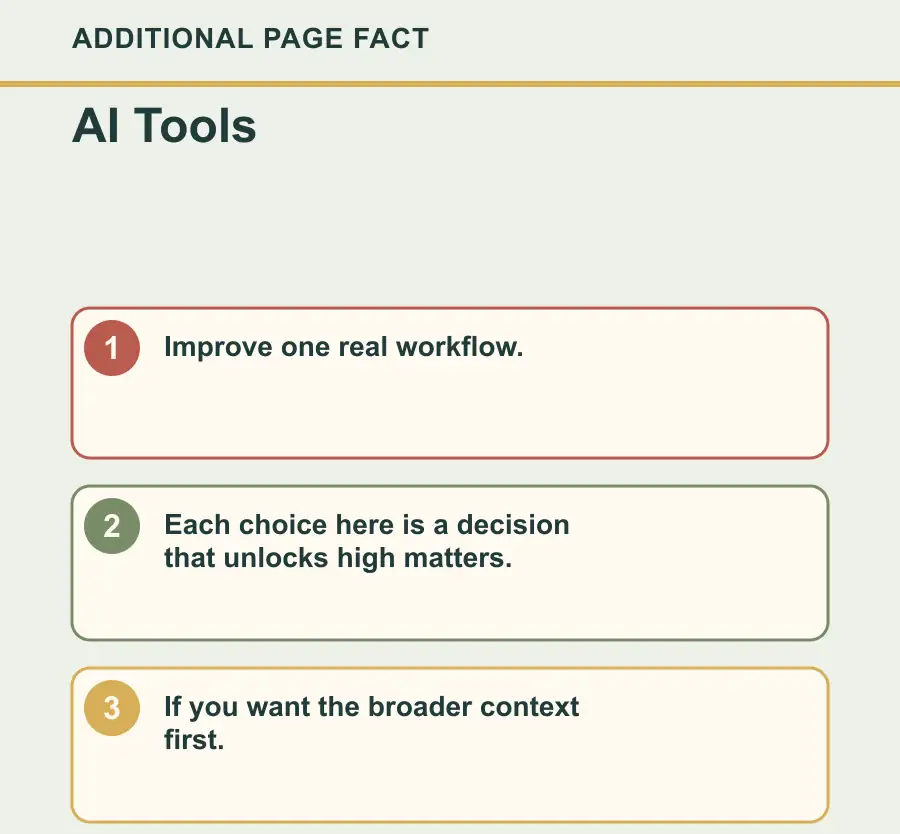 ADDITIONAL PAGE FACT
AI Tools
1
Improve one real workflow.
2
Each choice here is a decision
that unlocks high matters.
3
If you want the broader context
first.